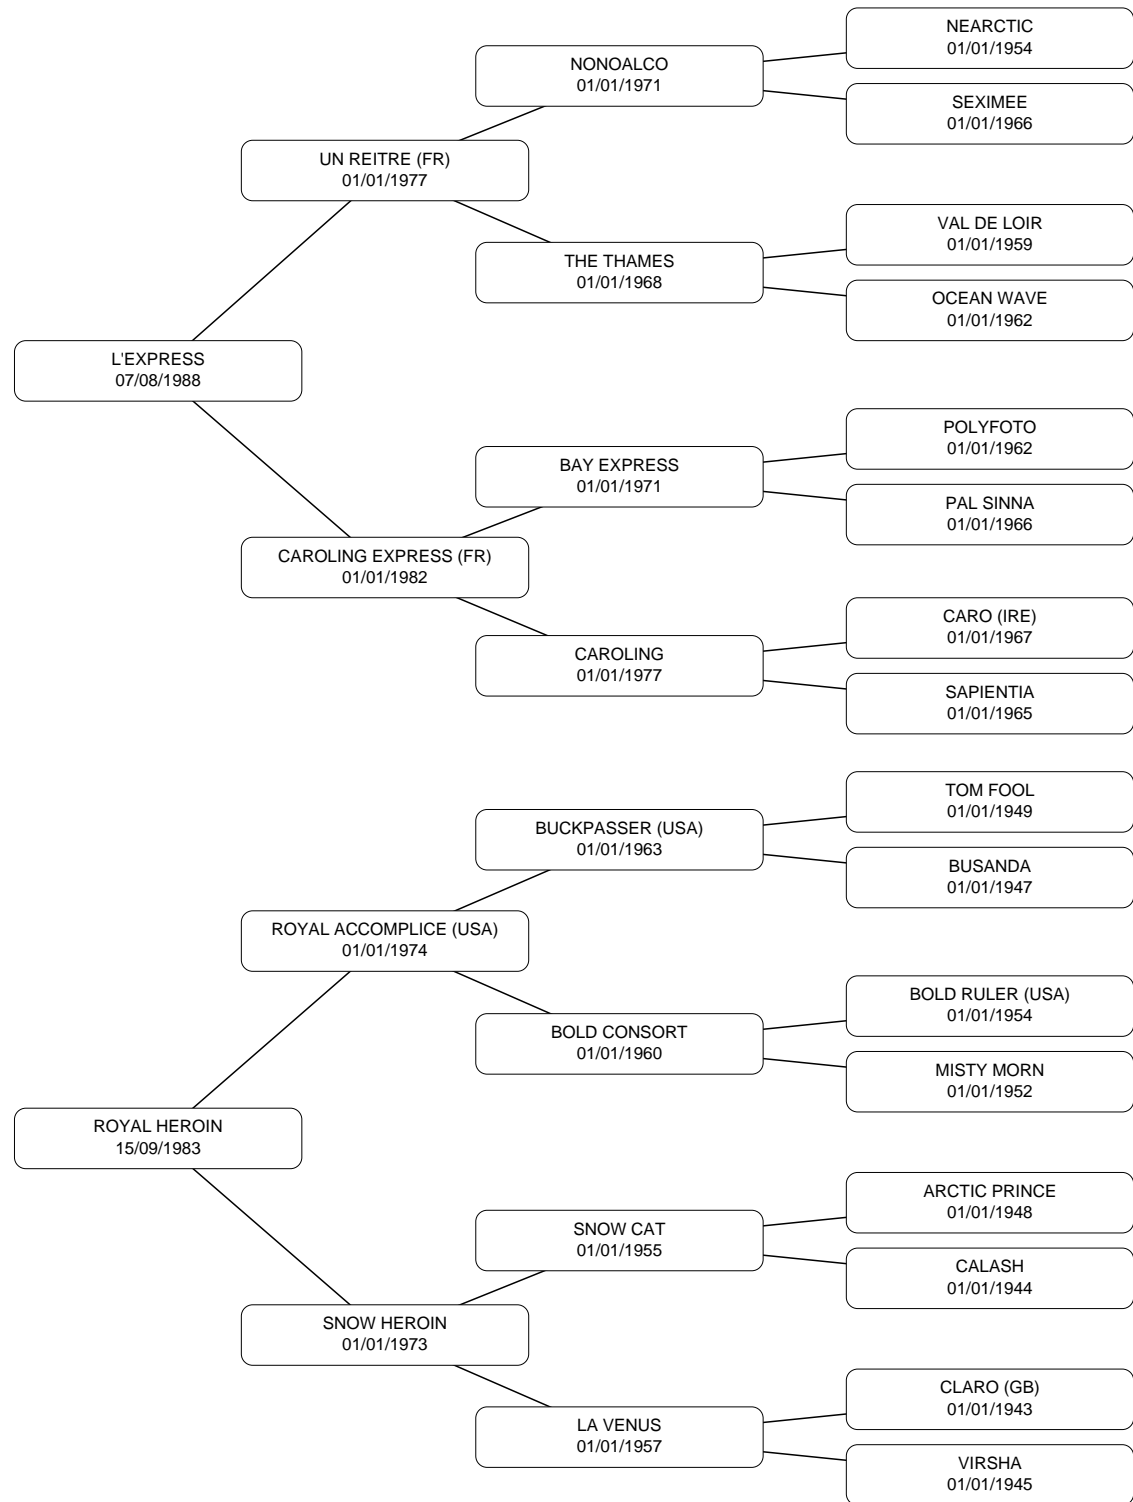 NEARCTIC
01/01/1954
NONOALCO
01/01/1971
SEXIMEE
01/01/1966
UN REITRE (FR)
01/01/1977
VAL DE LOIR
01/01/1959
THE THAMES
01/01/1968
OCEAN WAVE
01/01/1962
L'EXPRESS
07/08/1988
POLYFOTO
01/01/1962
BAY EXPRESS
01/01/1971
PAL SINNA
01/01/1966
CAROLING EXPRESS (FR)
01/01/1982
CARO (IRE)
01/01/1967
CAROLING
01/01/1977
SAPIENTIA
01/01/1965
TOM FOOL
01/01/1949
BUCKPASSER (USA)
01/01/1963
BUSANDA
01/01/1947
ROYAL ACCOMPLICE (USA)
01/01/1974
BOLD RULER (USA)
01/01/1954
BOLD CONSORT
01/01/1960
MISTY MORN
01/01/1952
ROYAL HEROIN
15/09/1983
ARCTIC PRINCE
01/01/1948
SNOW CAT
01/01/1955
CALASH
01/01/1944
SNOW HEROIN
01/01/1973
CLARO (GB)
01/01/1943
LA VENUS
01/01/1957
VIRSHA
01/01/1945